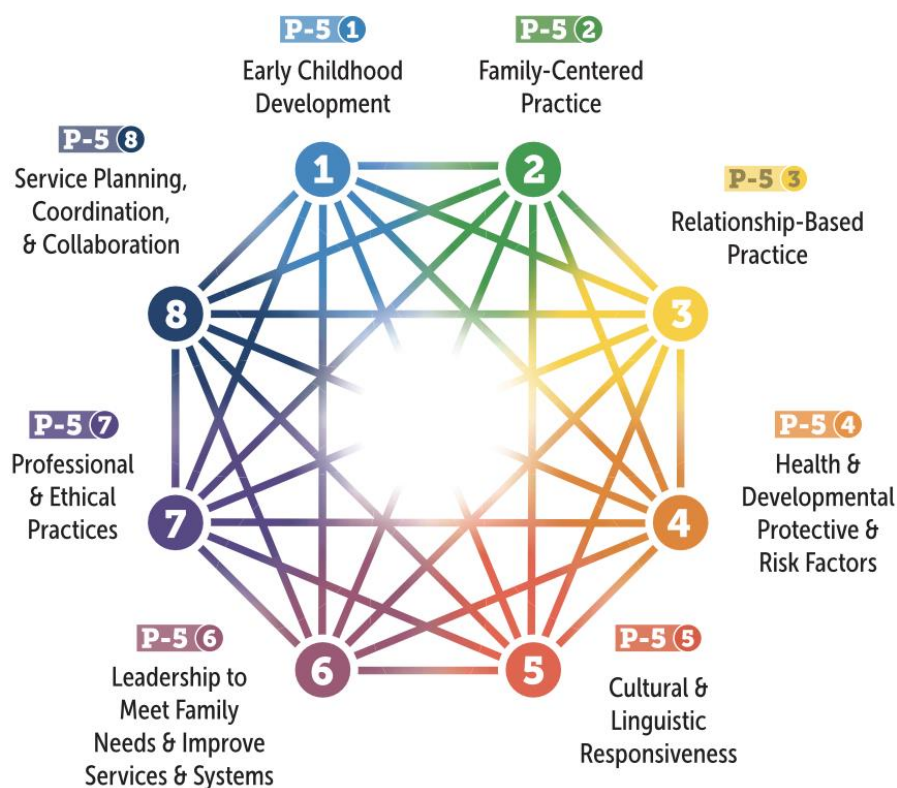 P-5 1
Early Childhood
Development
P-5 2
Family-Centered
Practice
P-5 3
Relationship-Based
Practice
P-5 4
Health &
Developmental
Protective &
Risk Factors
P-5 5
Cultural &
Linguistic
Responsiveness
P-5 6
Leadership to
Meet Family
Needs & Improve
Services & Systems
P-5 7
Professional
& Ethical
Practices
P-5 8
Service Planning,
Coordination,
& Collaboration
1
2
3
4
5
6
7
8